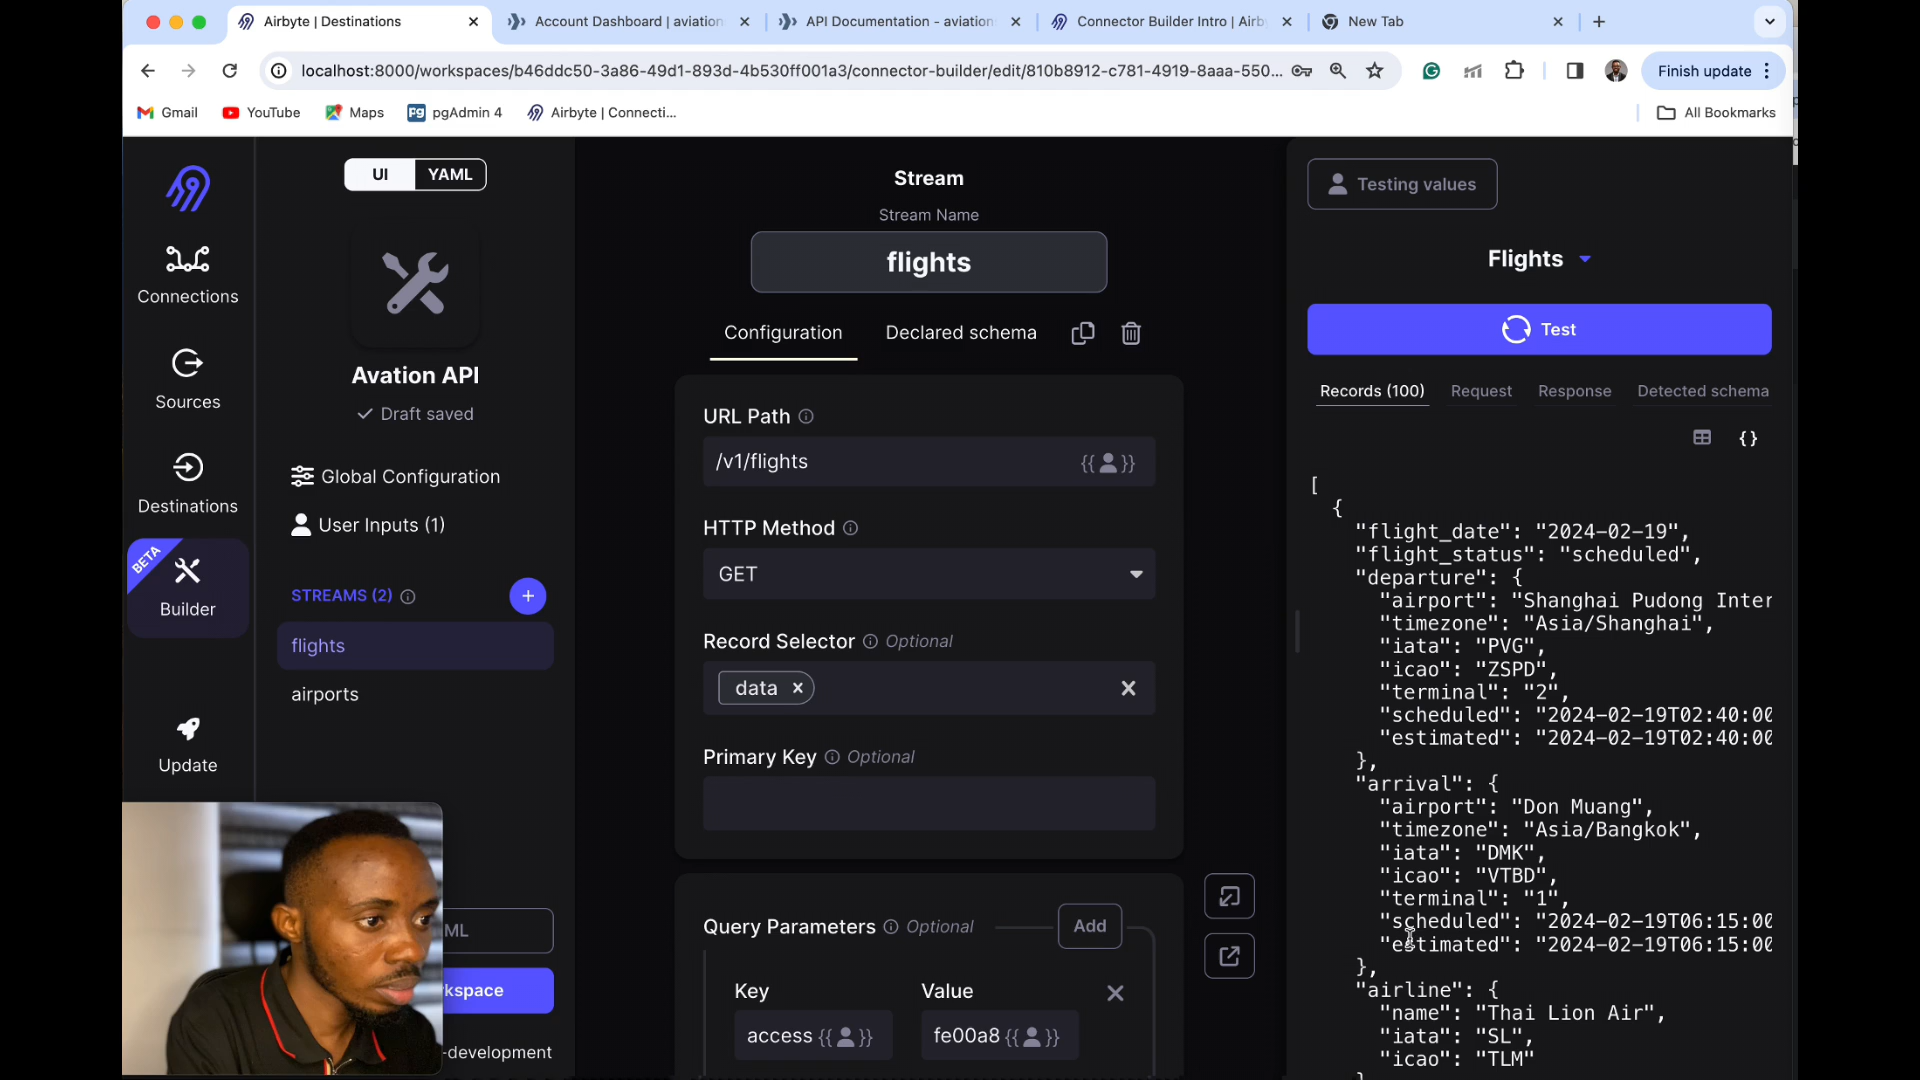 Airbyte | Destinations
Account Dashboard | aviation
API Documentation - aviation
Connector Builder Intro | Airb
New Tab
localhost:8000/workspaces/b46ddc50-3a86-49d1-893d-4b530ff001a3/connector-builder/edit/810b8912-c781-4919-8aaa-550...
Finish update
Gmail
YouTube
Maps
pgAdmin 4
Airbyte | Connecti...
All Bookmarks
Connections
Sources
Destinations
BETA
Builder
Update
UI
YAML
Avation API
Draft saved
Global Configuration
User Inputs (1)
STREAMS (2)
flights
airports
ML
kspace
-development
Stream
Stream Name
flights
Configuration
Declared schema
URL Path
/v1/flights
HTTP Method
GET
Record Selector Optional
data
Primary Key Optional
Query Parameters Optional
Add
Key
Value
access
fe00a8
Testing values
Flights
Test
Records (100)
Request
Response
Detected schema
{}
[
{
"flight_date": "2024-02-19",
"flight_status": "scheduled",
"departure": {
"airport": "Shanghai Pudong Inter
"timezone": "Asia/Shanghai",
"iata": "PVG",
"icao": "ZSPD",
"terminal": "2",
"scheduled": "2024-02-19T02:40:00
"estimated": "2024-02-19T02:40:00
},
"arrival": {
"airport": "Don Muang",
"timezone": "Asia/Bangkok",
"iata": "DMK",
"icao": "VTBD",
"terminal": "1",
"scheduled": "2024-02-19T06:15:00
"estimated": "2024-02-19T06:15:00
},
"airline": {
"name": "Thai Lion Air",
"iata": "SL",
"icao": "TLM"